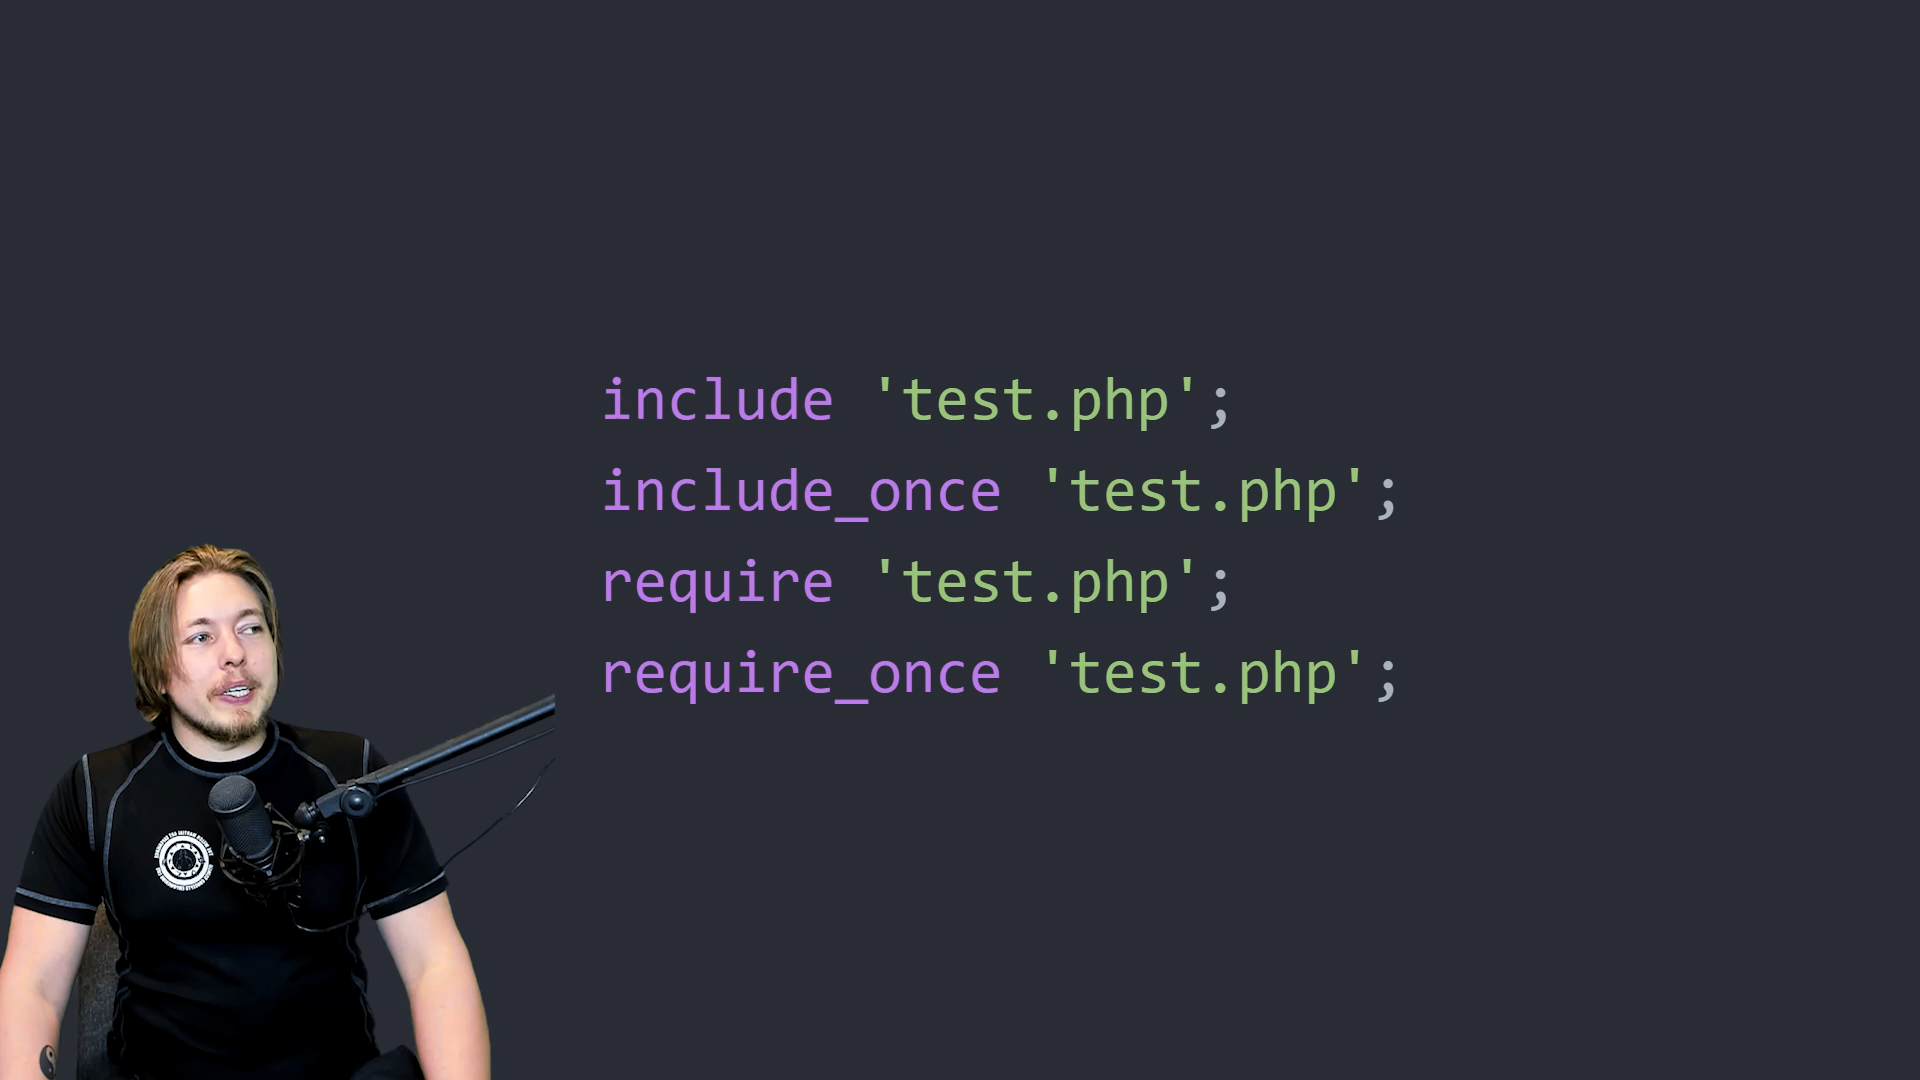 include 'test.php';
include_once 'test.php';
require 'test.php';
require_once 'test.php';